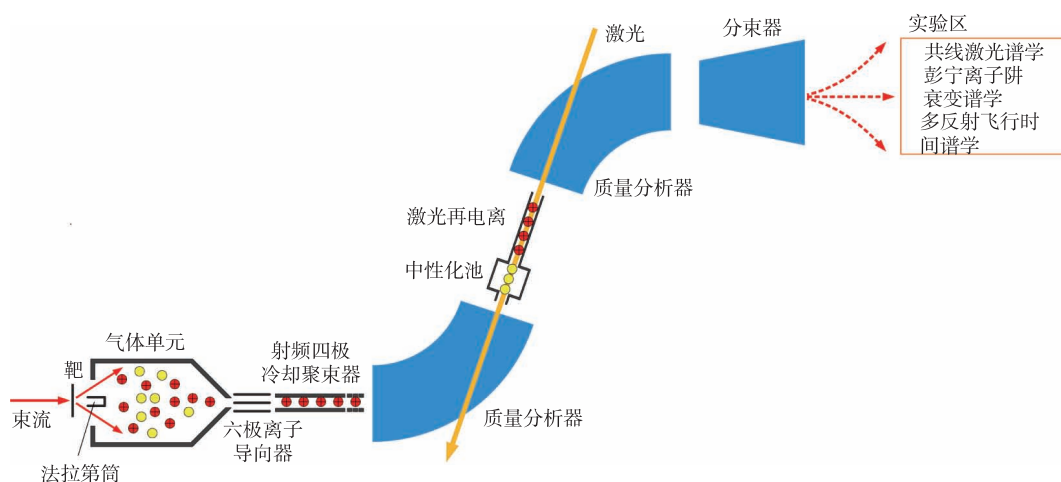 激光
分束器
实验区
共线激光谱学
彭宁离子阱
衰变谱学
多反射飞行时
间谱学
质量分析器
激光再电离
中性化池
气体单元
靶
射频四极
冷却聚束器
束流
六极离子
导向器
质量分析器
法拉第筒